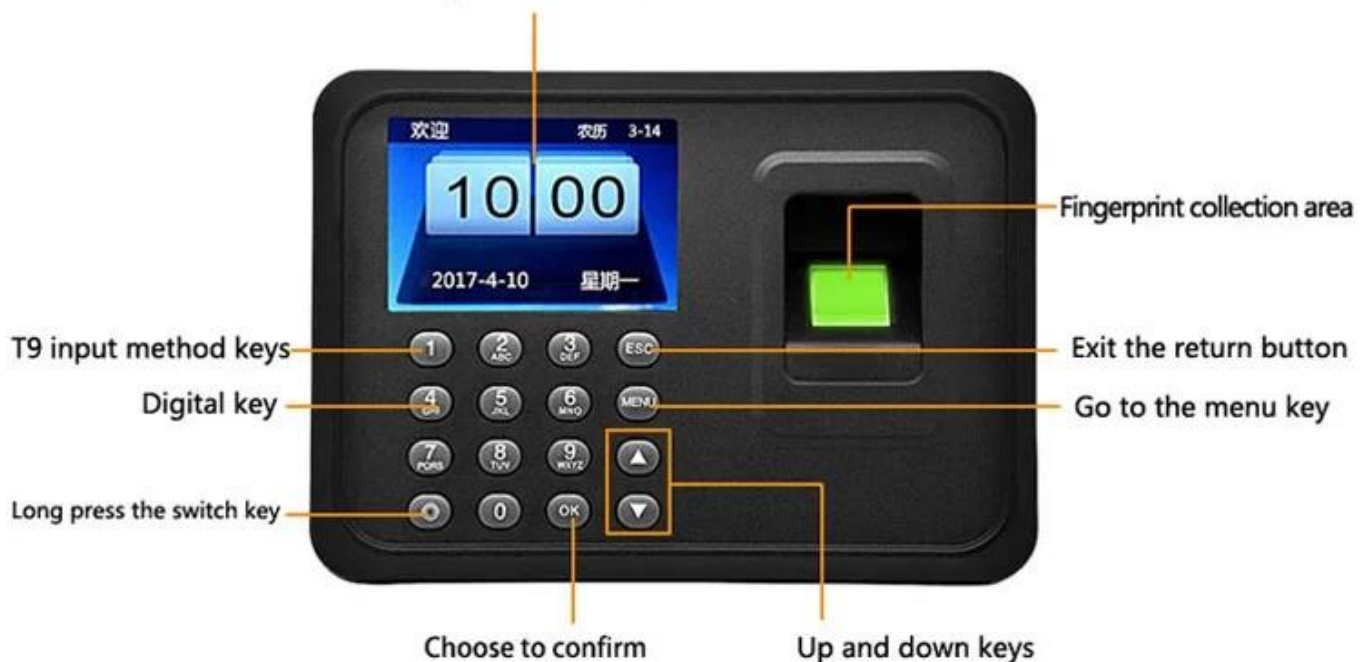 欢迎 农历 3-14
10 00
2017-4-10 星期一
Fingerprint collection area
T9 input method keys
1
2 ABC
3 DEF
ESC
Exit the return button
Digital key
4 GHI
5 JKL
6 MNO
MENU
Go to the menu key
7 PQRS
8 TUV
9 WXYZ
Long press the switch key
0
OK
Choose to confirm
Up and down keys